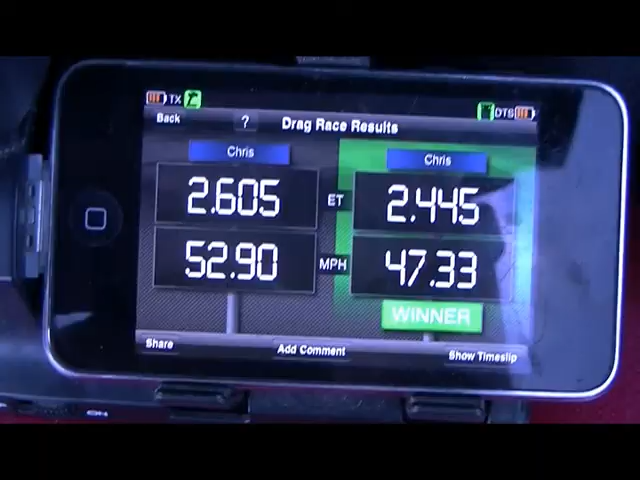 TX
DTS
Back
?
Drag Race Results
Chris
Chris
2.605
ET
2.445
52.90
MPH
47.33
WINNER
Share
Add Comment
Show Timeslip
ON